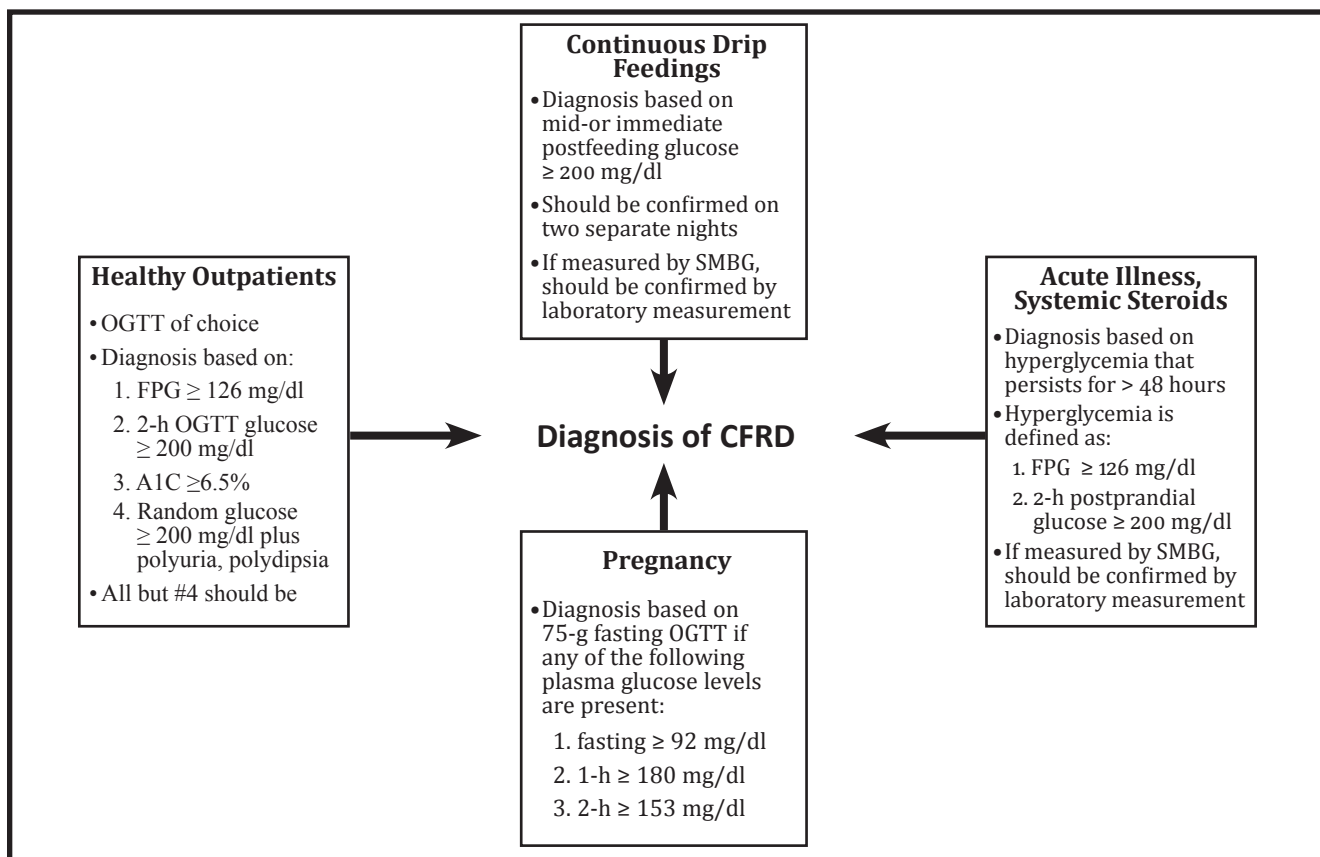 Continuous Drip
Feedings
• Diagnosis based on
mid-or immediate
postfeeding glucose
≥ 200 mg/dl
• Should be confirmed on
two separate nights
• If measured by SMBG,
should be confirmed by
laboratory measurement
Healthy Outpatients
• OGTT of choice
• Diagnosis based on:
1. FPG ≥ 126 mg/dl
2. 2-h OGTT glucose
≥ 200 mg/dl
3. A1C ≥6.5%
4. Random glucose
≥ 200 mg/dl plus
polyuria, polydipsia
• All but #4 should be
Diagnosis of CFRD
Acute Illness,
Systemic Steroids
• Diagnosis based on
hyperglycemia that
persists for > 48 hours
• Hyperglycemia is
defined as:
1. FPG ≥ 126 mg/dl
2. 2-h postprandial
glucose ≥ 200 mg/dl
• If measured by SMBG,
should be confirmed by
laboratory measurement
Pregnancy
• Diagnosis based on
75-g fasting OGTT if
any of the following
plasma glucose levels
are present:
1. fasting ≥ 92 mg/dl
2. 1-h ≥ 180 mg/dl
3. 2-h ≥ 153 mg/dl